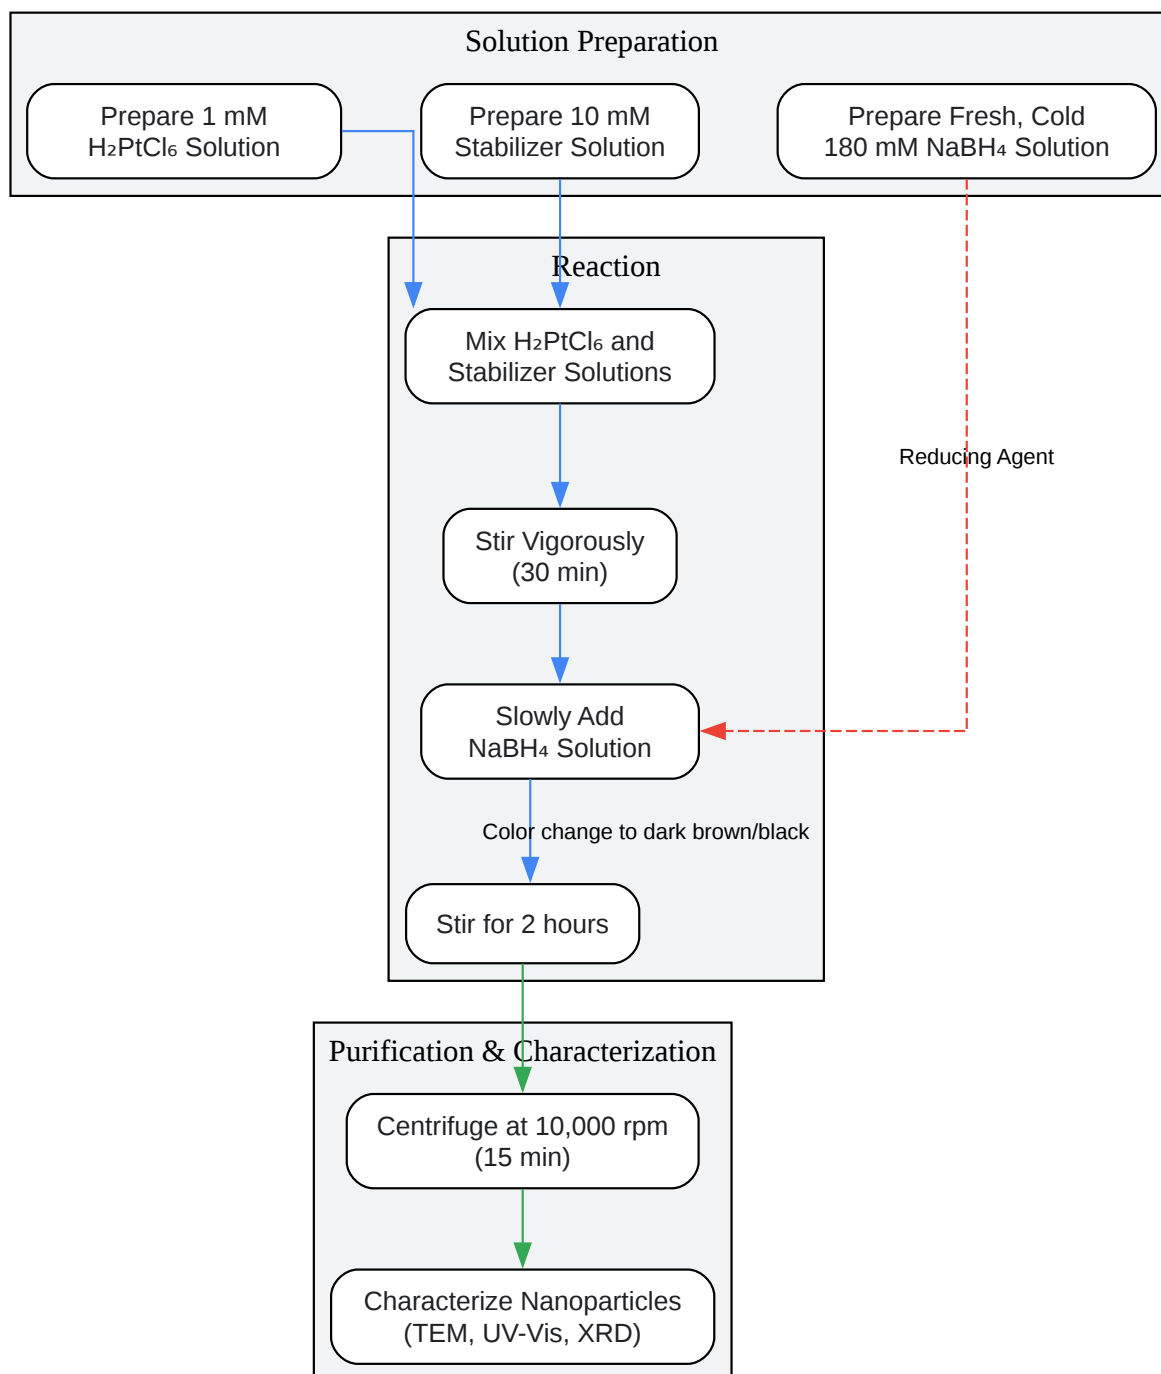 Solution Preparation
Prepare 1 mM
H₂PtCl₆ Solution
Prepare 10 mM
Stabilizer Solution
Prepare Fresh, Cold
180 mM NaBH₄ Solution
Reaction
Mix H₂PtCl₆ and
Stabilizer Solutions
Reducing Agent
Stir Vigorously
(30 min)
Slowly Add
NaBH₄ Solution
Color change to dark brown/black
Stir for 2 hours
Purification & Characterization
Centrifuge at 10,000 rpm
(15 min)
Characterize Nanoparticles
(TEM, UV-Vis, XRD)